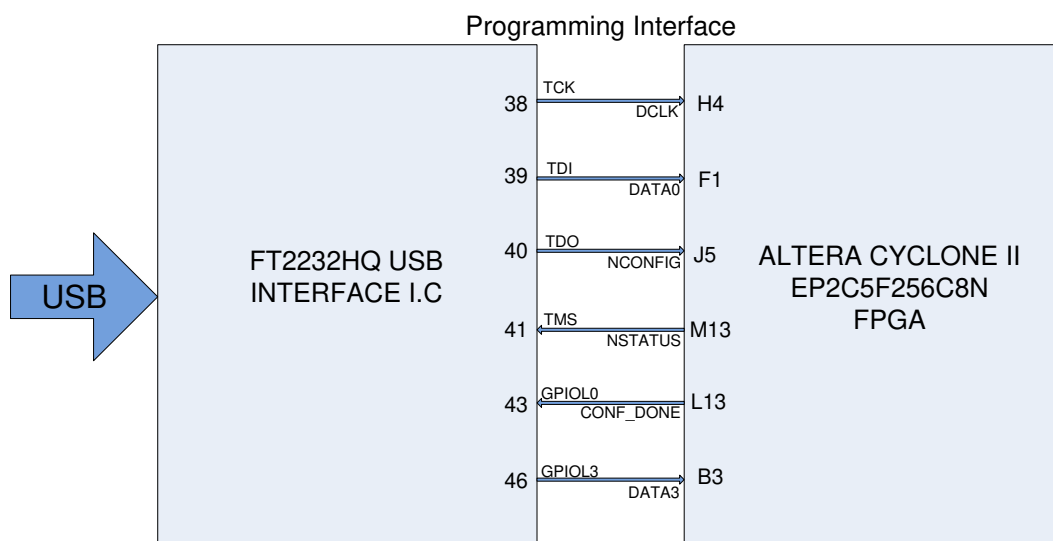 Programming Interface
38 TCK DCLK H4
39 TDI DATA0 F1
40 TDO NCONFIG J5
FT2232HQ USB
INTERFACE I.C
ALTERA CYCLONE II
EP2C5F256C8N
FPGA
USB
41 TMS NSTATUS M13
43 GPIOL0 CONF_DONE L13
46 GPIOL3 DATA3 B3